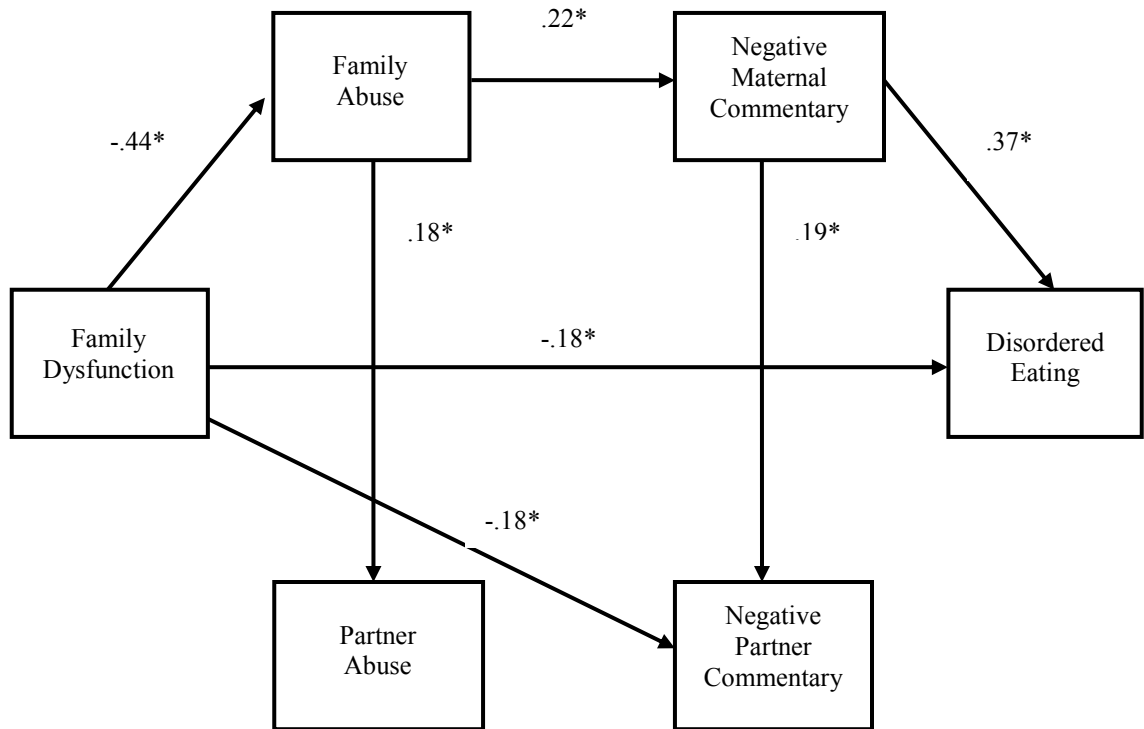 .22*
Family
Abuse
Negative
Maternal
Commentary
-.44*
.37*
.18*
.19*
Family
Dysfunction
-.18*
Disordered
Eating
-.18*
Partner
Abuse
Negative
Partner
Commentary